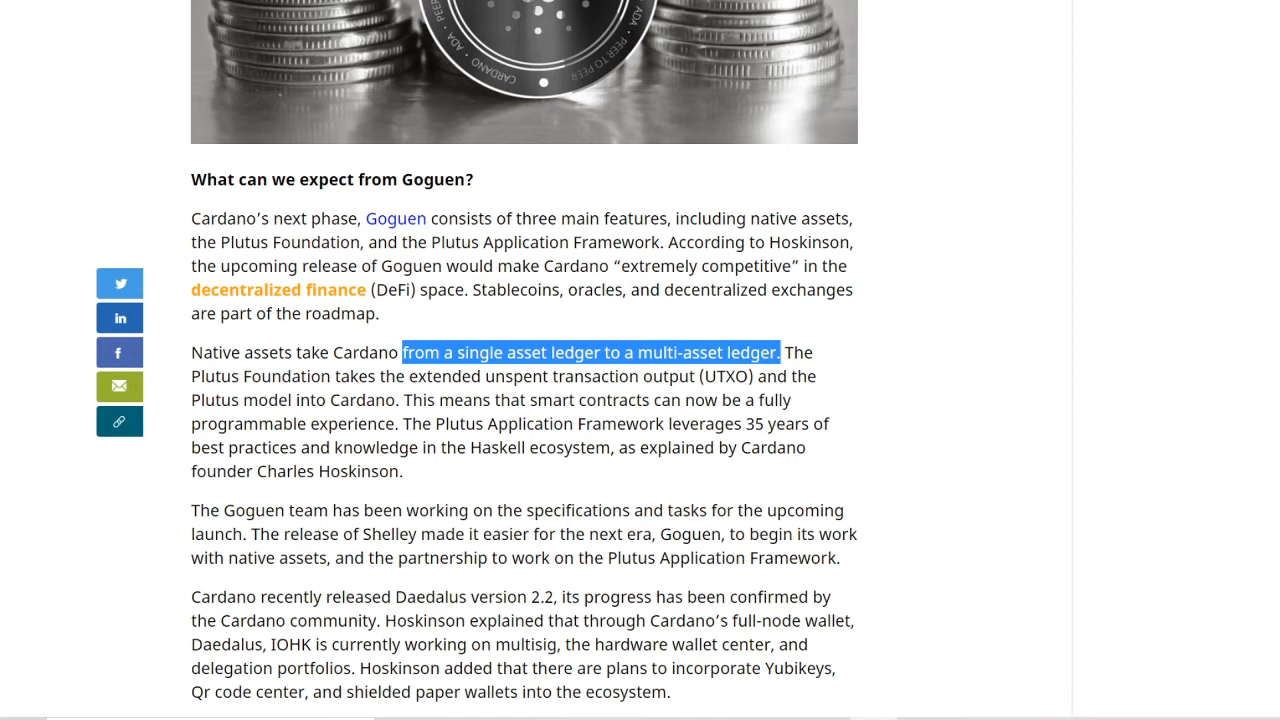 CARDANO • ADA • PEER TO PEER
What can we expect from Goguen?
Cardano’s next phase, Goguen consists of three main features, including native assets,
the Plutus Foundation, and the Plutus Application Framework. According to Hoskinson,
the upcoming release of Goguen would make Cardano “extremely competitive” in the
decentralized finance (DeFi) space. Stablecoins, oracles, and decentralized exchanges
are part of the roadmap.
Native assets take Cardano from a single asset ledger to a multi-asset ledger. The
Plutus Foundation takes the extended unspent transaction output (UTXO) and the
Plutus model into Cardano. This means that smart contracts can now be a fully
programmable experience. The Plutus Application Framework leverages 35 years of
best practices and knowledge in the Haskell ecosystem, as explained by Cardano
founder Charles Hoskinson.
The Goguen team has been working on the specifications and tasks for the upcoming
launch. The release of Shelley made it easier for the next era, Goguen, to begin its work
with native assets, and the partnership to work on the Plutus Application Framework.
Cardano recently released Daedalus version 2.2, its progress has been confirmed by
the Cardano community. Hoskinson explained that through Cardano’s full-node wallet,
Daedalus, IOHK is currently working on multisig, the hardware wallet center, and
delegation portfolios. Hoskinson added that there are plans to incorporate Yubikeys,
Qr code center, and shielded paper wallets into the ecosystem.